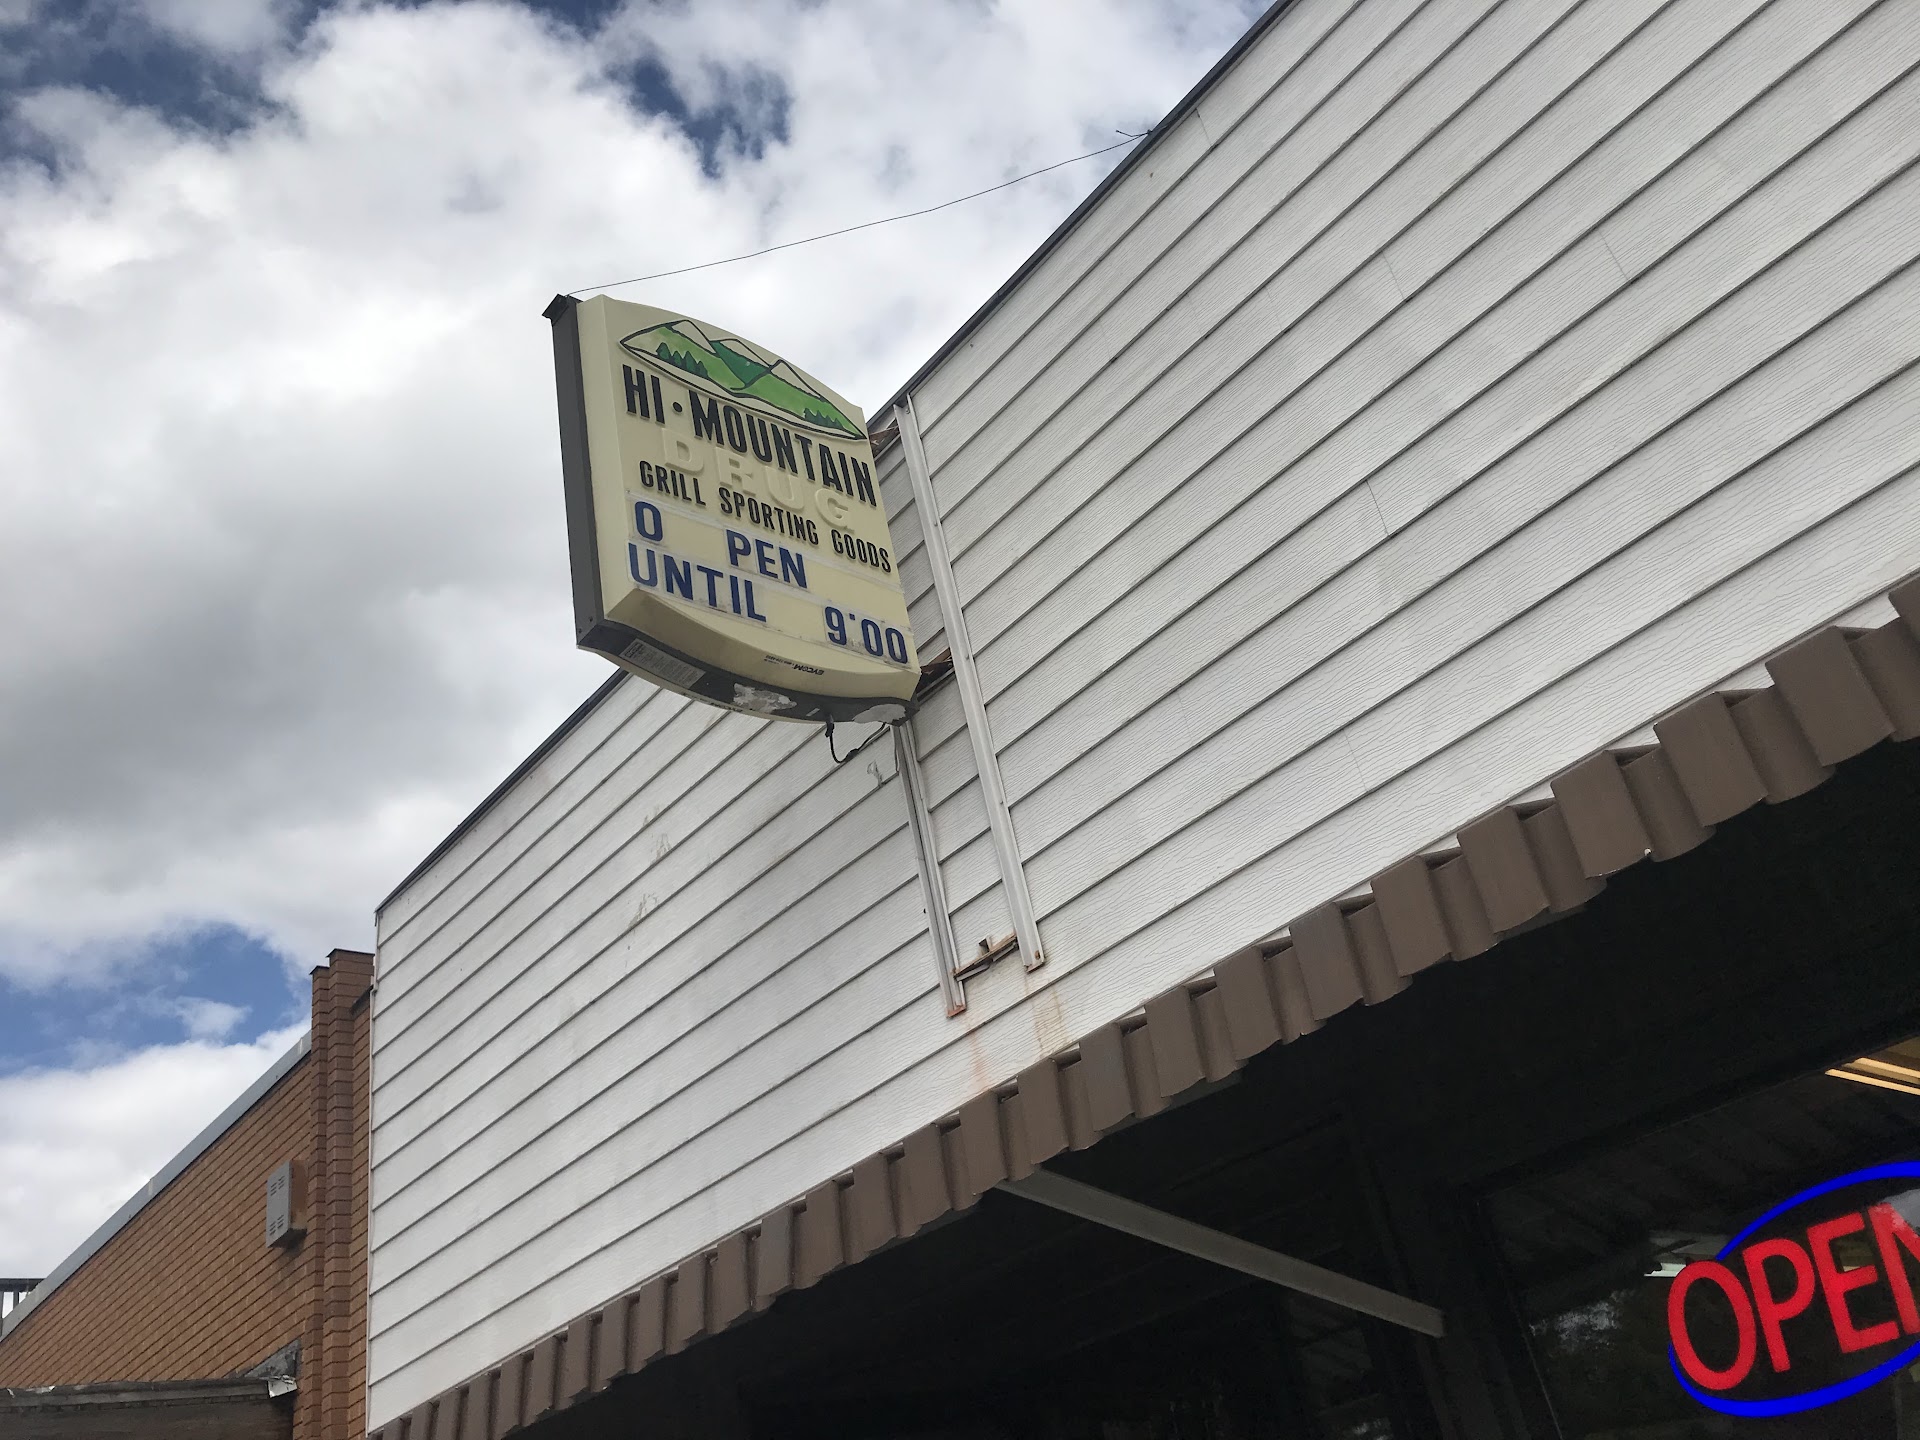 HI·MOUNTAIN
DRUG
GRILL SPORTING GOODS
O PEN
UNTIL 9:00
OPEN